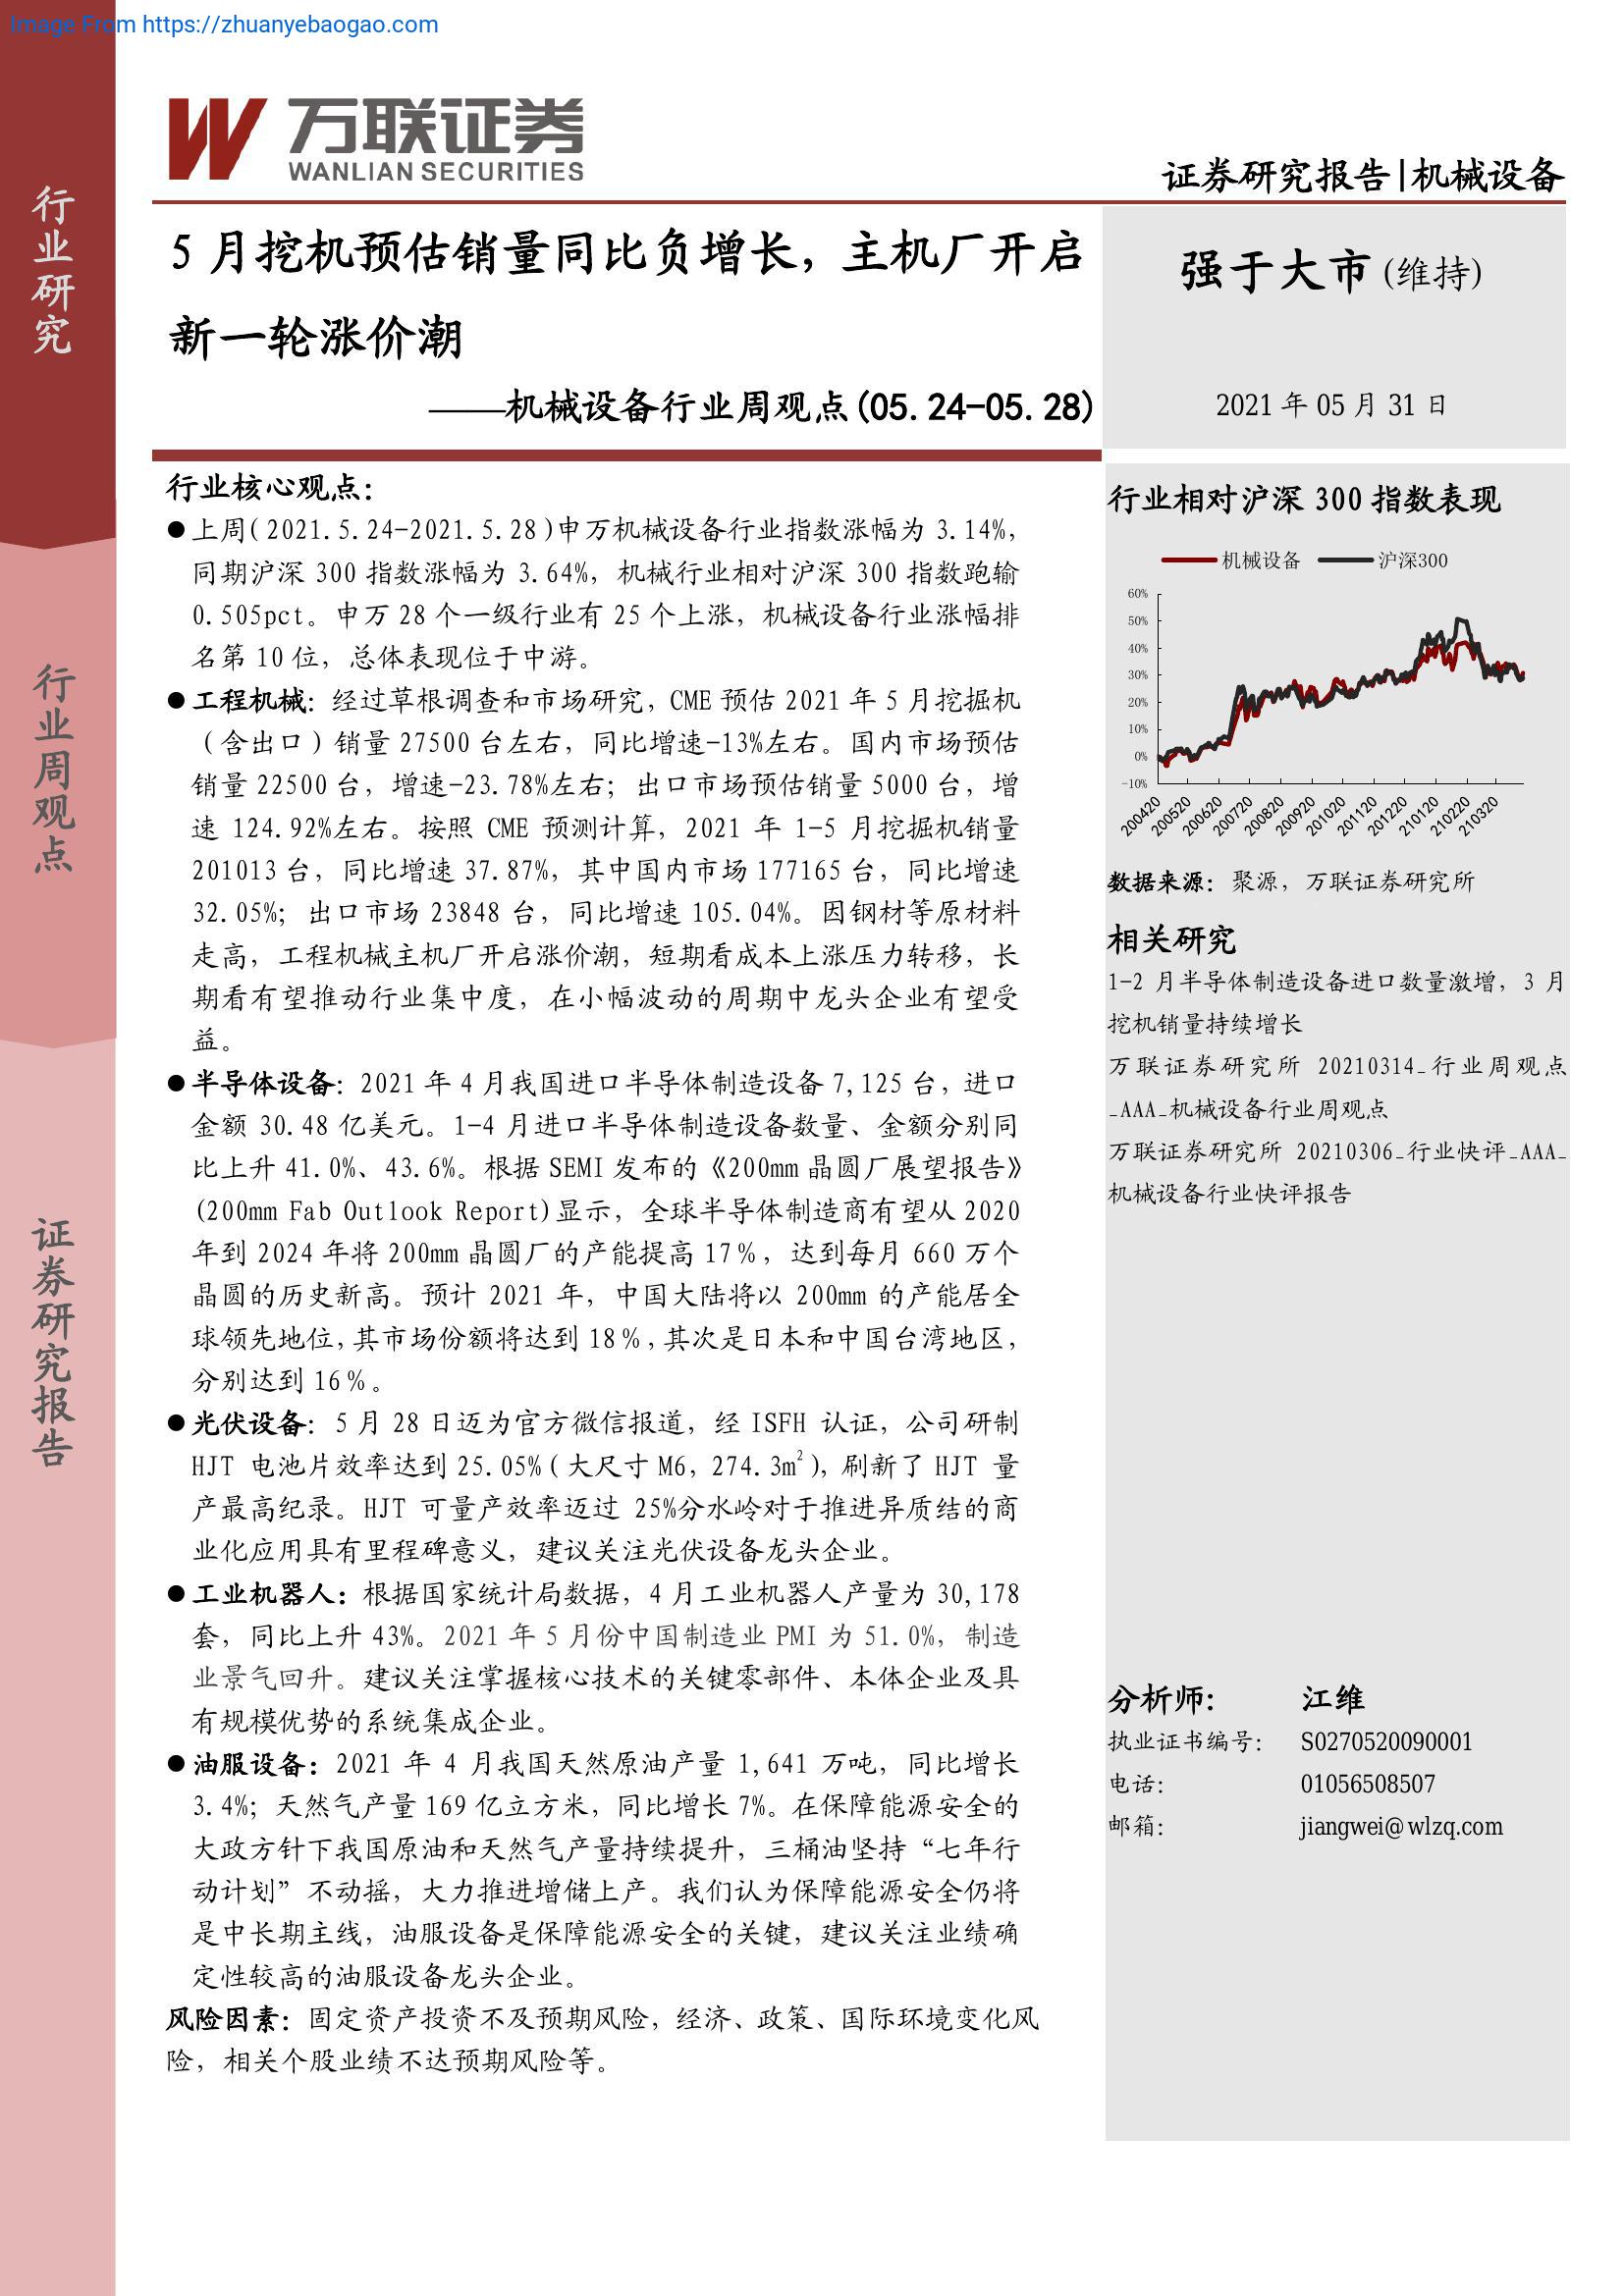 Image From https://zhuanyebaogao.com
万联证券
WANLIAN SECURITIES
证券研究报告|机械设备
行业研究
行业周观点
证券研究报告
5 月挖机预估销量同比负增长，主机厂开启
新一轮涨价潮
——机械设备行业周观点(05.24-05.28)
强于大市(维持)
2021 年 05 月 31 日
行业核心观点：
●上周(2021.5.24-2021.5.28)申万机械设备行业指数涨幅为 3.14%，
同期沪深 300 指数涨幅为 3.64%，机械行业相对沪深 300 指数跑输
0.505pct。申万 28 个一级行业有 25 个上涨，机械设备行业涨幅排
名第 10 位，总体表现位于中游。
●工程机械：经过草根调查和市场研究，CME 预估 2021 年 5 月挖掘机
（含出口）销量 27500 台左右，同比增速-13%左右。国内市场预估
销量 22500 台，增速-23.78%左右；出口市场预估销量 5000 台，增
速 124.92%左右。按照 CME 预测计算，2021 年 1-5 月挖掘机销量
201013 台，同比增速 37.87%，其中国内市场 177165 台，同比增速
32.05%；出口市场 23848 台，同比增速 105.04%。因钢材等原材料
走高，工程机械主机厂开启涨价潮，短期看成本上涨压力转移，长
期看有望推动行业集中度，在小幅波动的周期中龙头企业有望受
益。
●半导体设备：2021 年 4 月我国进口半导体制造设备 7,125 台，进口
金额 30.48 亿美元。1-4 月进口半导体制造设备数量、金额分别同
比上升 41.0%、43.6%。根据 SEMI 发布的《200mm 晶圆厂展望报告》
(200mm Fab Outlook Report)显示，全球半导体制造商有望从 2020
年到 2024 年将 200mm 晶圆厂的产能提高 17％，达到每月 660 万个
晶圆的历史新高。预计 2021 年，中国大陆将以 200mm 的产能居全
球领先地位，其市场份额将达到 18％，其次是日本和中国台湾地区，
分别达到 16％。
●光伏设备：5 月 28 日迈为官方微信报道，经 ISFH 认证，公司研制
HJT 电池片效率达到 25.05%(大尺寸 M6，274.3m²)，刷新了 HJT 量
产最高纪录。HJT 可量产效率迈过 25%分水岭对于推进异质结的商
业化应用具有里程碑意义，建议关注光伏设备龙头企业。
●工业机器人：根据国家统计局数据，4 月工业机器人产量为 30,178
套，同比上升 43%。2021 年 5 月份中国制造业 PMI 为 51.0%，制造
业景气回升。建议关注掌握核心技术的关键零部件、本体企业及具
有规模优势的系统集成企业。
●油服设备：2021 年 4 月我国天然原油产量 1,641 万吨，同比增长
3.4%；天然气产量 169 亿立方米，同比增长 7%。在保障能源安全的
大政方针下我国原油和天然气产量持续提升，三桶油坚持“七年行
动计划”不动摇，大力推进增储上产。我们认为保障能源安全仍将
是中长期主线，油服设备是保障能源安全的关键，建议关注业绩确
定性较高的油服设备龙头企业。
风险因素：固定资产投资不及预期风险，经济、政策、国际环境变化风
险，相关个股业绩不达预期风险等。
行业相对沪深 300 指数表现
机械设备 沪深300
60%
50%
40%
30%
20%
10%
0%
-10%
200420 200520 200620 200720 200820 200920 201020 201120 201220 210120 210220 210320
数据来源：聚源，万联证券研究所
相关研究
1-2 月半导体制造设备进口数量激增，3 月
挖机销量持续增长
万联证券研究所 20210314_行业周观点
_AAA_机械设备行业周观点
万联证券研究所 20210306_行业快评_AAA_
机械设备行业快评报告
分析师： 江维
执业证书编号： S0270520090001
电话： 01056508507
邮箱： jiangwei@wlzq.com